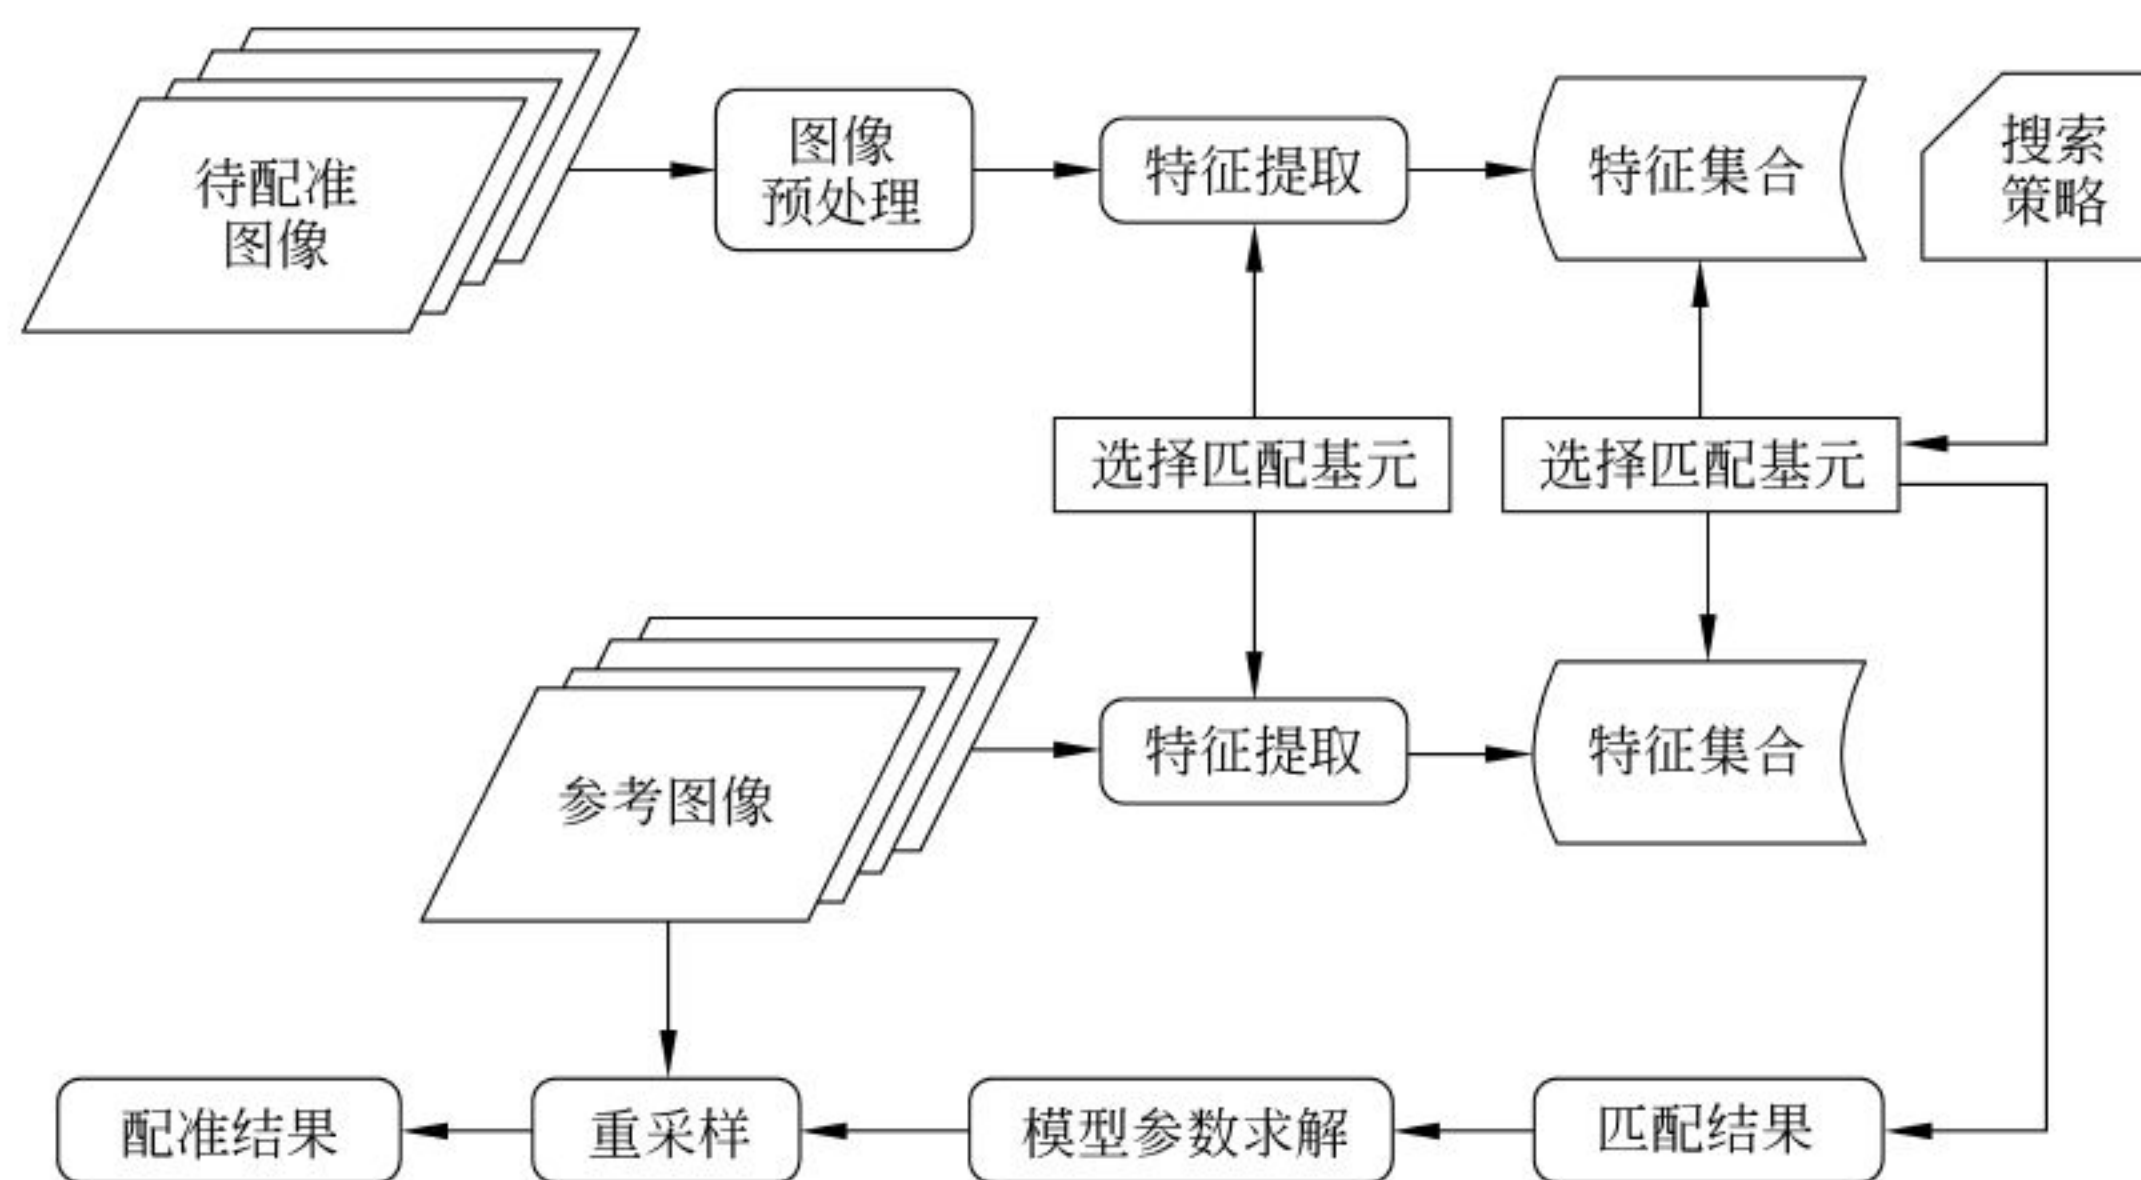 待配准
图像
图像
预处理
特征提取
特征集合
搜索
策略
选择匹配基元
选择匹配基元
参考图像
特征提取
特征集合
配准结果
重采样
模型参数求解
匹配结果